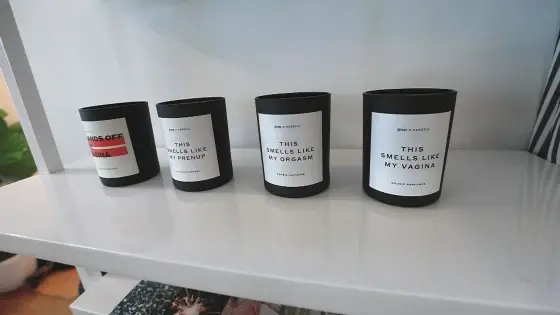 HANDS OFF
THIS
SMELLS LIKE
MY PRENUP
THIS
SMELLS LIKE
MY ORGASM
THIS
SMELLS LIKE
MY VAGINA